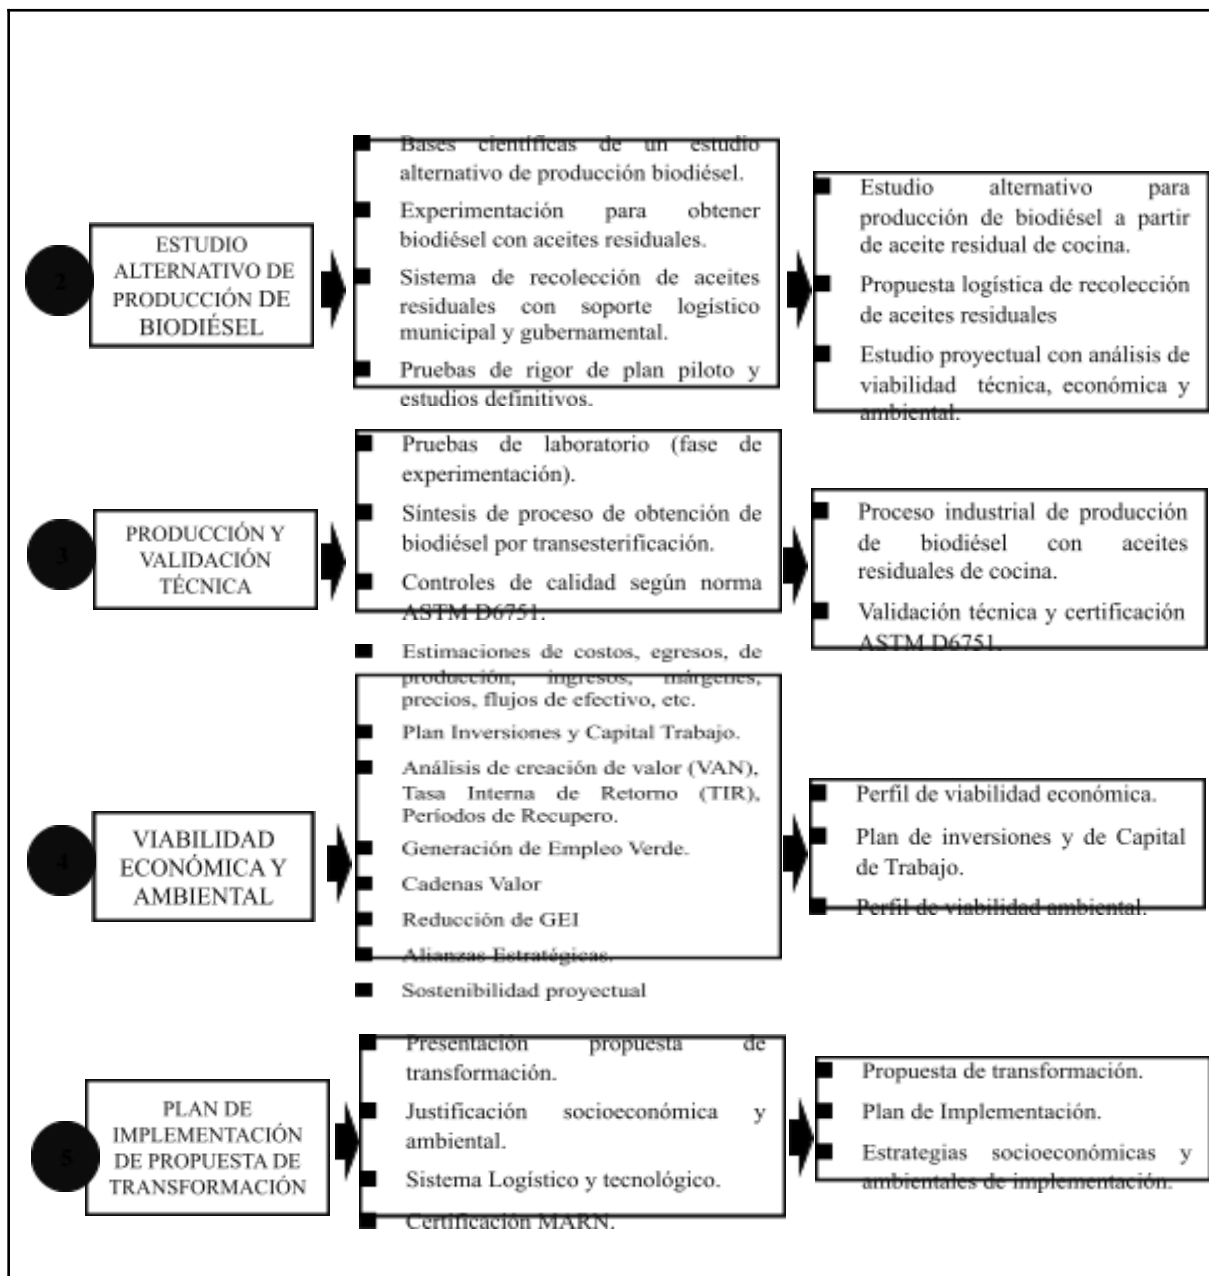 2
ESTUDIO
ALTERNATIVO DE
PRODUCCIÓN DE
BIODIÉSEL
Bases científicas de un estudio
alternativo de producción biodiésel.
Experimentación para obtener
biodiésel con aceites residuales.
Sistema de recolección de aceites
residuales con soporte logístico
municipal y gubernamental.
Pruebas de rigor de plan piloto y
estudios definitivos.
Estudio alternativo para
producción de biodiésel a partir
de aceite residual de cocina.
Propuesta logística de recolección
de aceites residuales
Estudio proyectual con análisis de
viabilidad técnica, económica y
ambiental.
3
PRODUCCIÓN Y
VALIDACIÓN
TÉCNICA
Pruebas de laboratorio (fase de
experimentación).
Síntesis de proceso de obtención de
biodiésel por transesterificación.
Controles de calidad según norma
ASTM D6751.
Proceso industrial de producción
de biodiésel con aceites
residuales de cocina.
Validación técnica y certificación
ASTM D6751.
4
VIABILIDAD
ECONÓMICA Y
AMBIENTAL
Estimaciones de costos, egresos, de
producción, ingresos, márgenes,
precios, flujos de efectivo, etc.
Plan Inversiones y Capital Trabajo.
Análisis de creación de valor (VAN),
Tasa Interna de Retorno (TIR),
Períodos de Recupero.
Generación de Empleo Verde.
Cadenas Valor
Reducción de GEI
Alianzas Estratégicas.
Sostenibilidad proyectual
Perfil de viabilidad económica.
Plan de inversiones y de Capital
de Trabajo.
Perfil de viabilidad ambiental.
5
PLAN DE
IMPLEMENTACIÓN
DE PROPUESTA DE
TRANSFORMACIÓN
Presentación propuesta de
transformación.
Justificación socioeconómica y
ambiental.
Sistema Logístico y tecnológico.
Certificación MARN.
Propuesta de transformación.
Plan de Implementación.
Estrategias socioeconómicas y
ambientales de implementación.